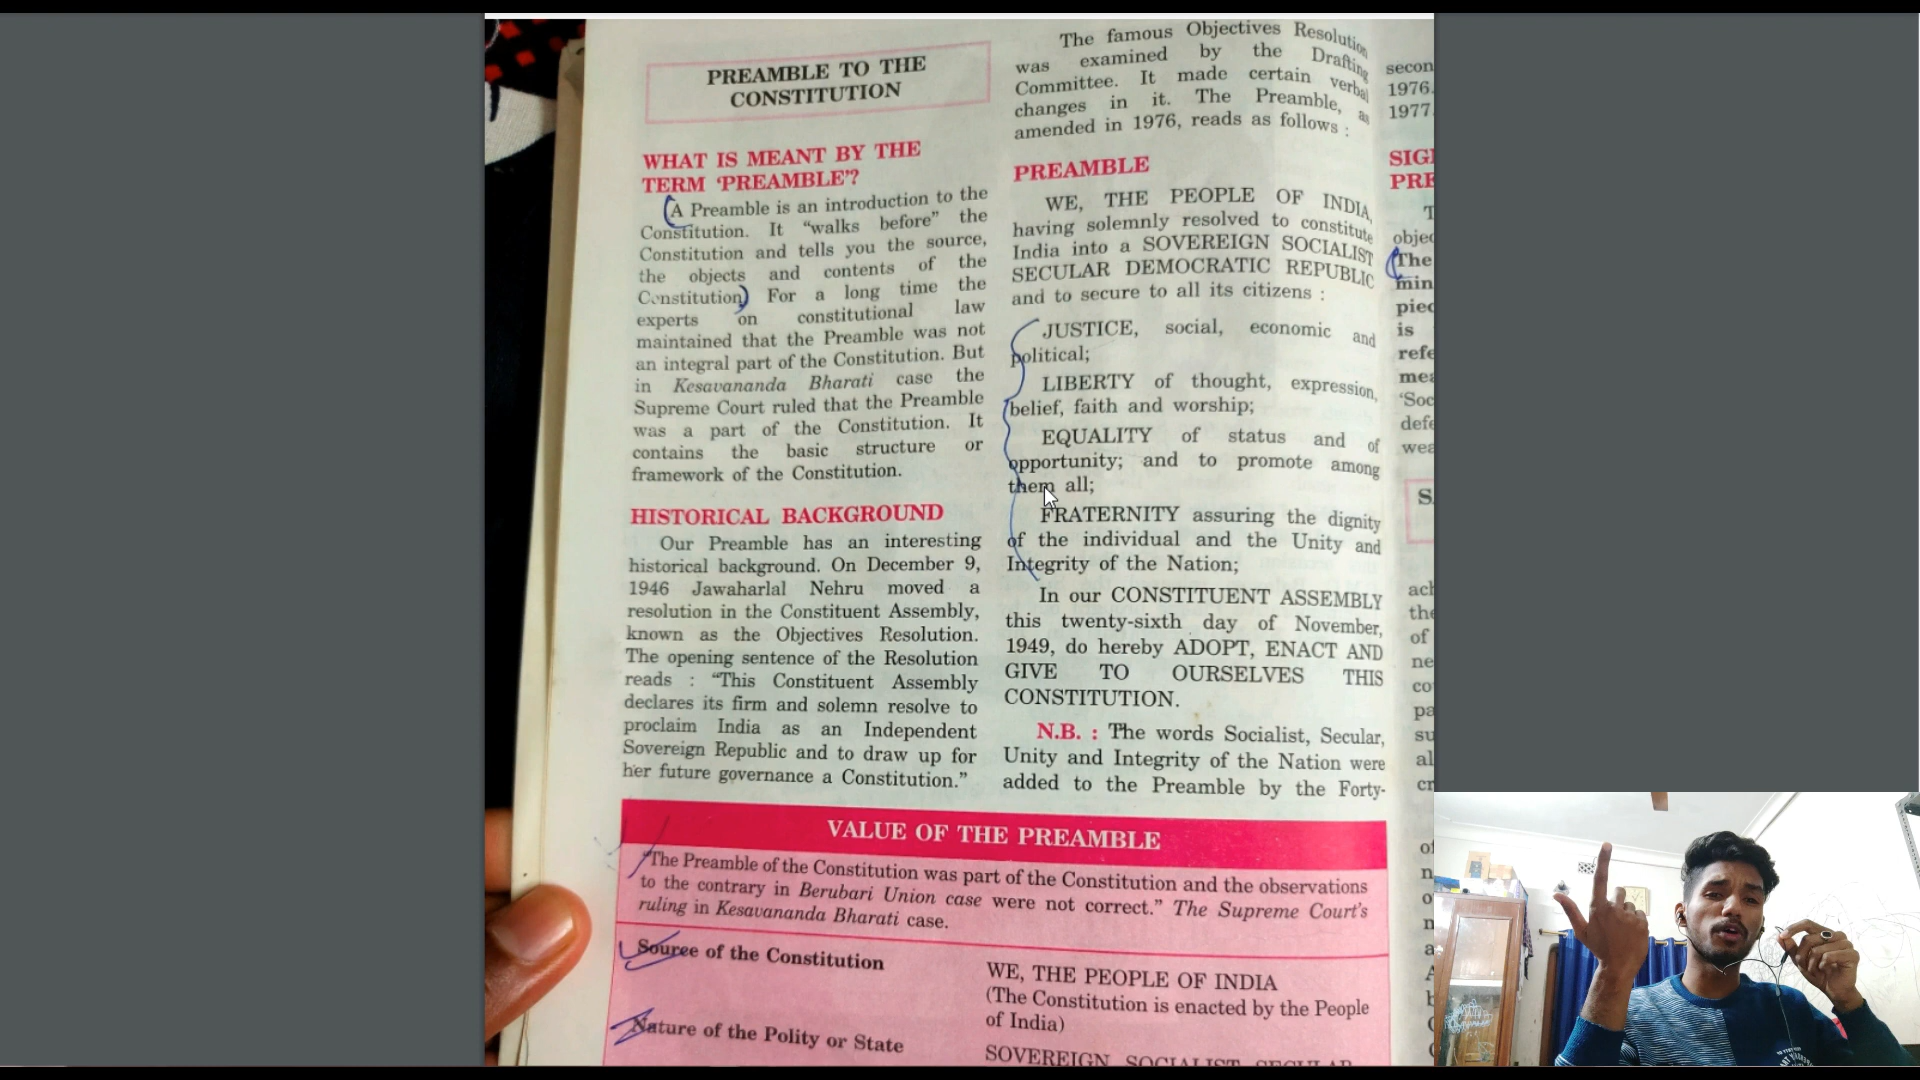 PREAMBLE TO THE
CONSTITUTION
WHAT IS MEANT BY THE
TERM ‘PREAMBLE’?
A Preamble is an introduction to the
Constitution. It “walks before” the
Constitution and tells you the source,
the objects and contents of the
Constitution. For a long time the
experts on constitutional law
maintained that the Preamble was not
an integral part of the Constitution. But
in Kesavananda Bharati case the
Supreme Court ruled that the Preamble
was a part of the Constitution. It
contains the basic structure or
framework of the Constitution.
HISTORICAL BACKGROUND
Our Preamble has an interesting
historical background. On December 9,
1946 Jawaharlal Nehru moved a
resolution in the Constituent Assembly,
known as the Objectives Resolution.
The opening sentence of the Resolution
reads : “This Constituent Assembly
declares its firm and solemn resolve to
proclaim India as an Independent
Sovereign Republic and to draw up for
her future governance a Constitution.”
The famous Objectives Resolution
was examined by the Drafting
Committee. It made certain verbal
changes in it. The Preamble, as
amended in 1976, reads as follows :
PREAMBLE
WE, THE PEOPLE OF INDIA,
having solemnly resolved to constitute
India into a SOVEREIGN SOCIALIST
SECULAR DEMOCRATIC REPUBLIC
and to secure to all its citizens :
JUSTICE, social, economic and
political;
LIBERTY of thought, expression,
belief, faith and worship;
EQUALITY of status and of
opportunity; and to promote among
them all;
FRATERNITY assuring the dignity
of the individual and the Unity and
Integrity of the Nation;
In our CONSTITUENT ASSEMBLY
this twenty-sixth day of November,
1949, do hereby ADOPT, ENACT AND
GIVE TO OURSELVES THIS
CONSTITUTION.
N.B. : The words Socialist, Secular,
Unity and Integrity of the Nation were
added to the Preamble by the Forty-
1976.
1977
The
is
of
VALUE OF THE PREAMBLE
“The Preamble of the Constitution was part of the Constitution and the observations
to the contrary in Berubari Union case were not correct.” The Supreme Court’s
ruling in Kesavananda Bharati case.
Source of the Constitution
WE, THE PEOPLE OF INDIA
(The Constitution is enacted by the People
of India)
Nature of the Polity or State
SOVEREIGN SOCIALIST SECULAR